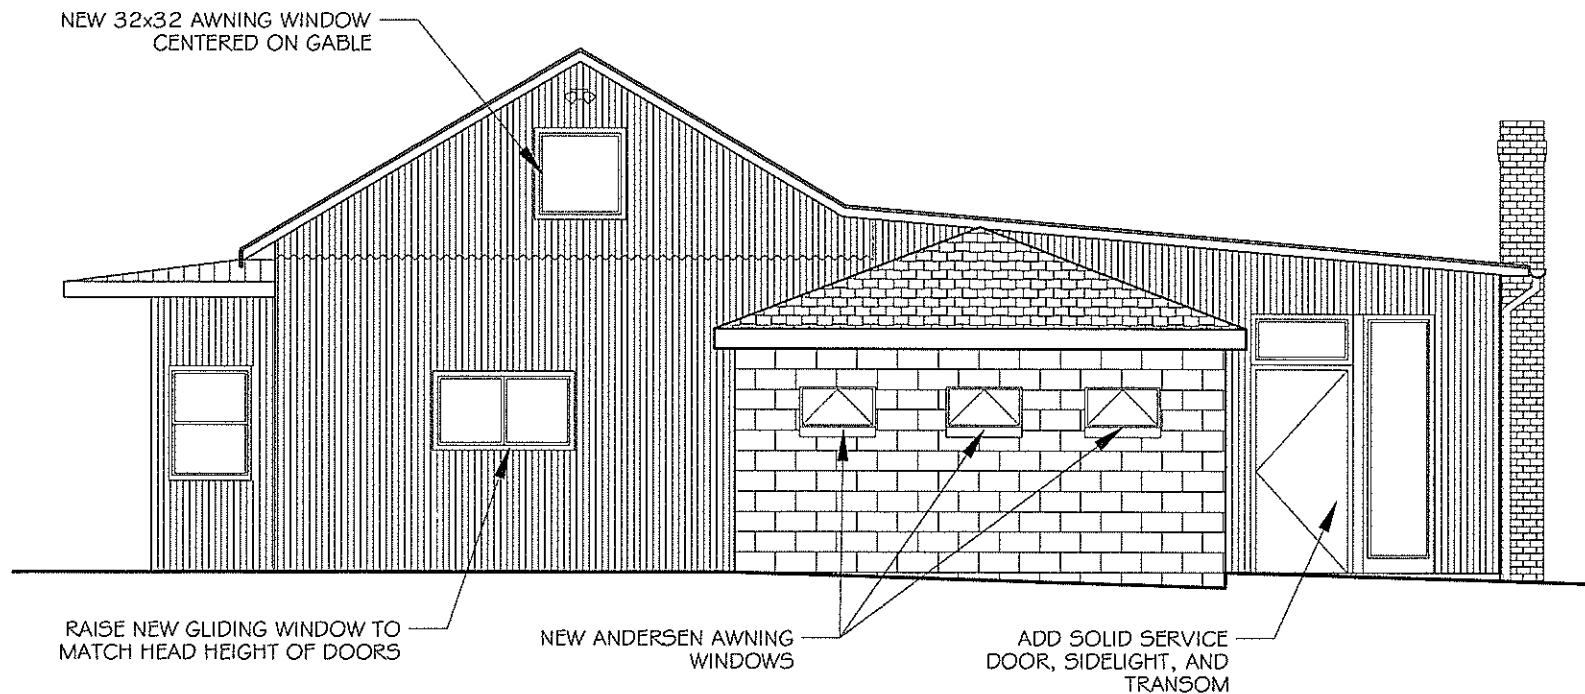 NEW 32x32 AWNING WINDOW
CENTERED ON GABLE
RAISE NEW GLIDING WINDOW TO
MATCH HEAD HEIGHT OF DOORS
NEW ANDERSEN AWNING
WINDOWS
ADD SOLID SERVICE
DOOR, SIDELIGHT, AND
TRANSOM